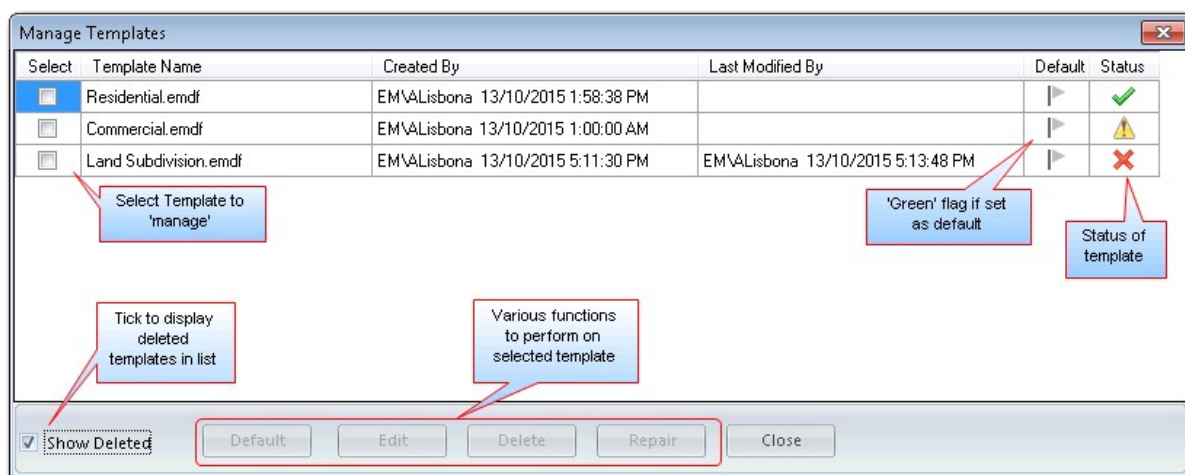 Manage Templates
Select Template Name Created By Last Modified By Default Status
Residential.emdf EM\ALisbona 13/10/2015 1:58:38 PM
Commercial.emdf EM\ALisbona 13/10/2015 1:00:00 AM
Land Subdivision.emdf EM\ALisbona 13/10/2015 5:11:30 PM EM\ALisbona 13/10/2015 5:13:48 PM
Select Template to
'manage'
'Green' flag if set
as default
Status of
template
Tick to display
deleted
templates in list
Various functions
to perform on
selected template
Show Deleted Default Edit Delete Repair Close